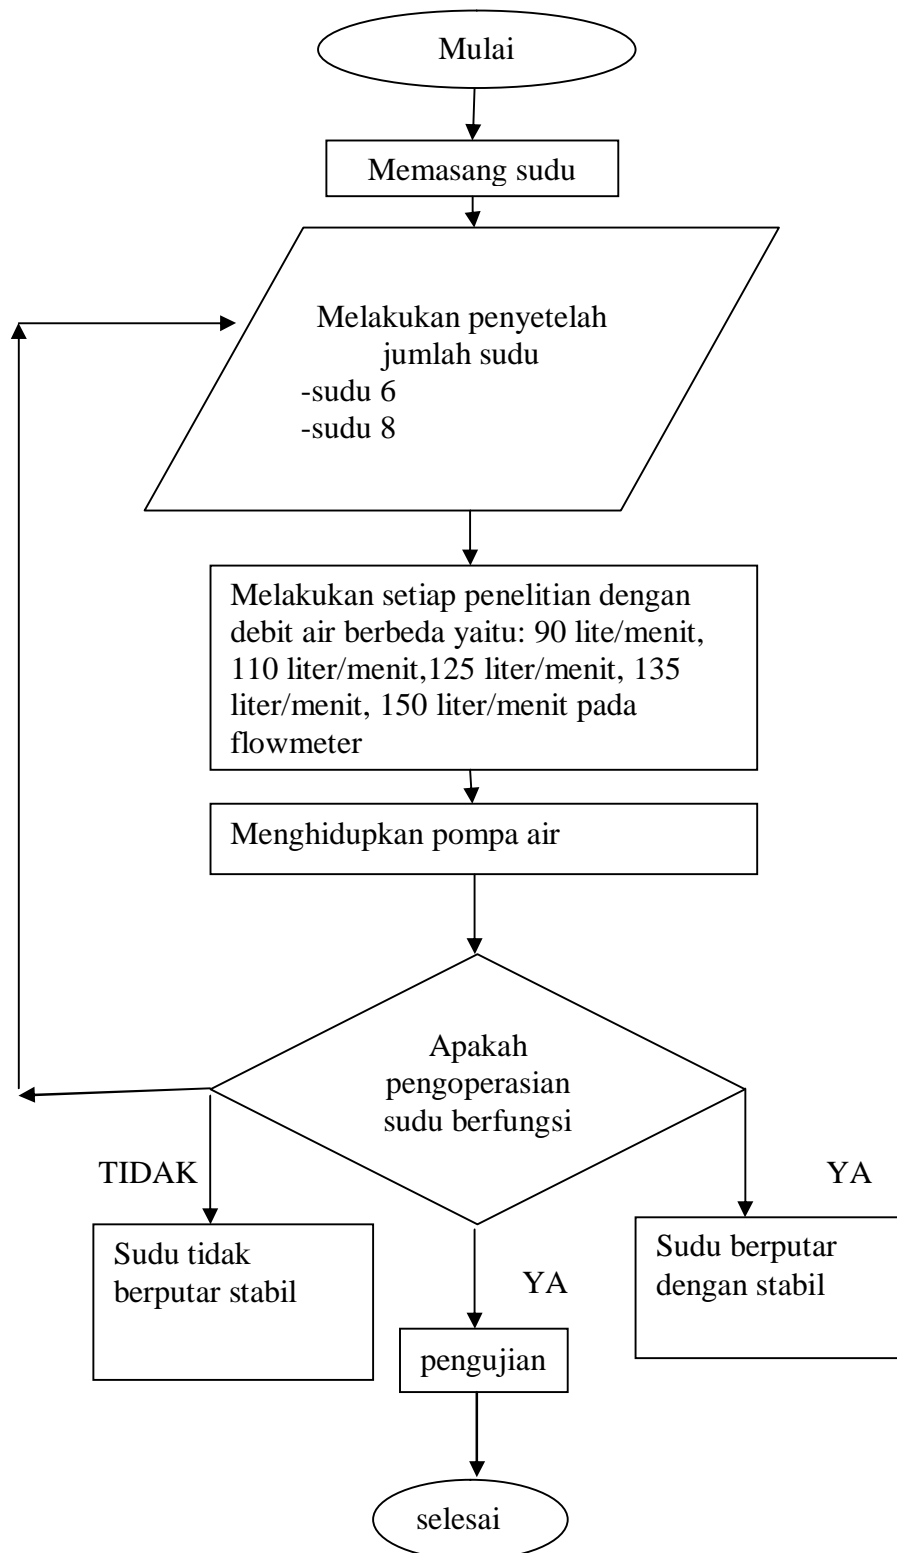 Mulai
Memasang sudu
Melakukan penyetelah
jumlah sudu
-sudu 6
-sudu 8
Melakukan setiap penelitian dengan
debit air berbeda yaitu: 90 lite/menit,
110 liter/menit,125 liter/menit, 135
liter/menit, 150 liter/menit pada
flowmeter
Menghidupkan pompa air
Apakah
pengoperasian
sudu berfungsi
TIDAK
YA
Sudu tidak
berputar stabil
Sudu berputar
dengan stabil
YA
pengujian
selesai